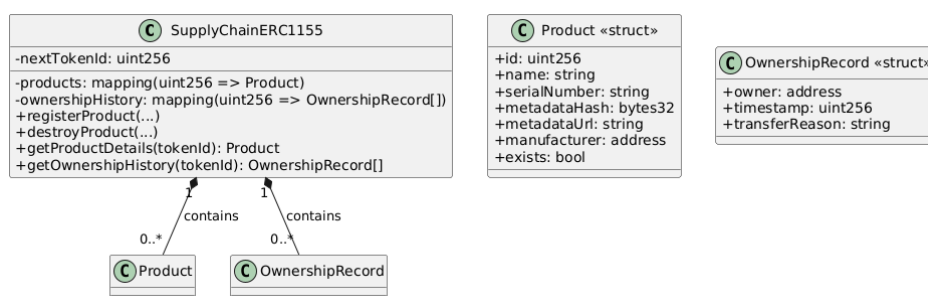 C SupplyChainERC1155
-nextTokenId: uint256
-products: mapping(uint256 => Product)
-ownershipHistory: mapping(uint256 => OwnershipRecord[])
+registerProduct(...)
+destroyProduct(...)
+getProductDetails(tokenId): Product
+getOwnershipHistory(tokenId): OwnershipRecord[]
C Product «struct»
+id: uint256
+name: string
+serialNumber: string
+metadataHash: bytes32
+metadataUrl: string
+manufacturer: address
+exists: bool
C OwnershipRecord «struct»
+owner: address
+timestamp: uint256
+transferReason: string
1
1
contains
contains
0..*
0..*
C Product
C OwnershipRecord